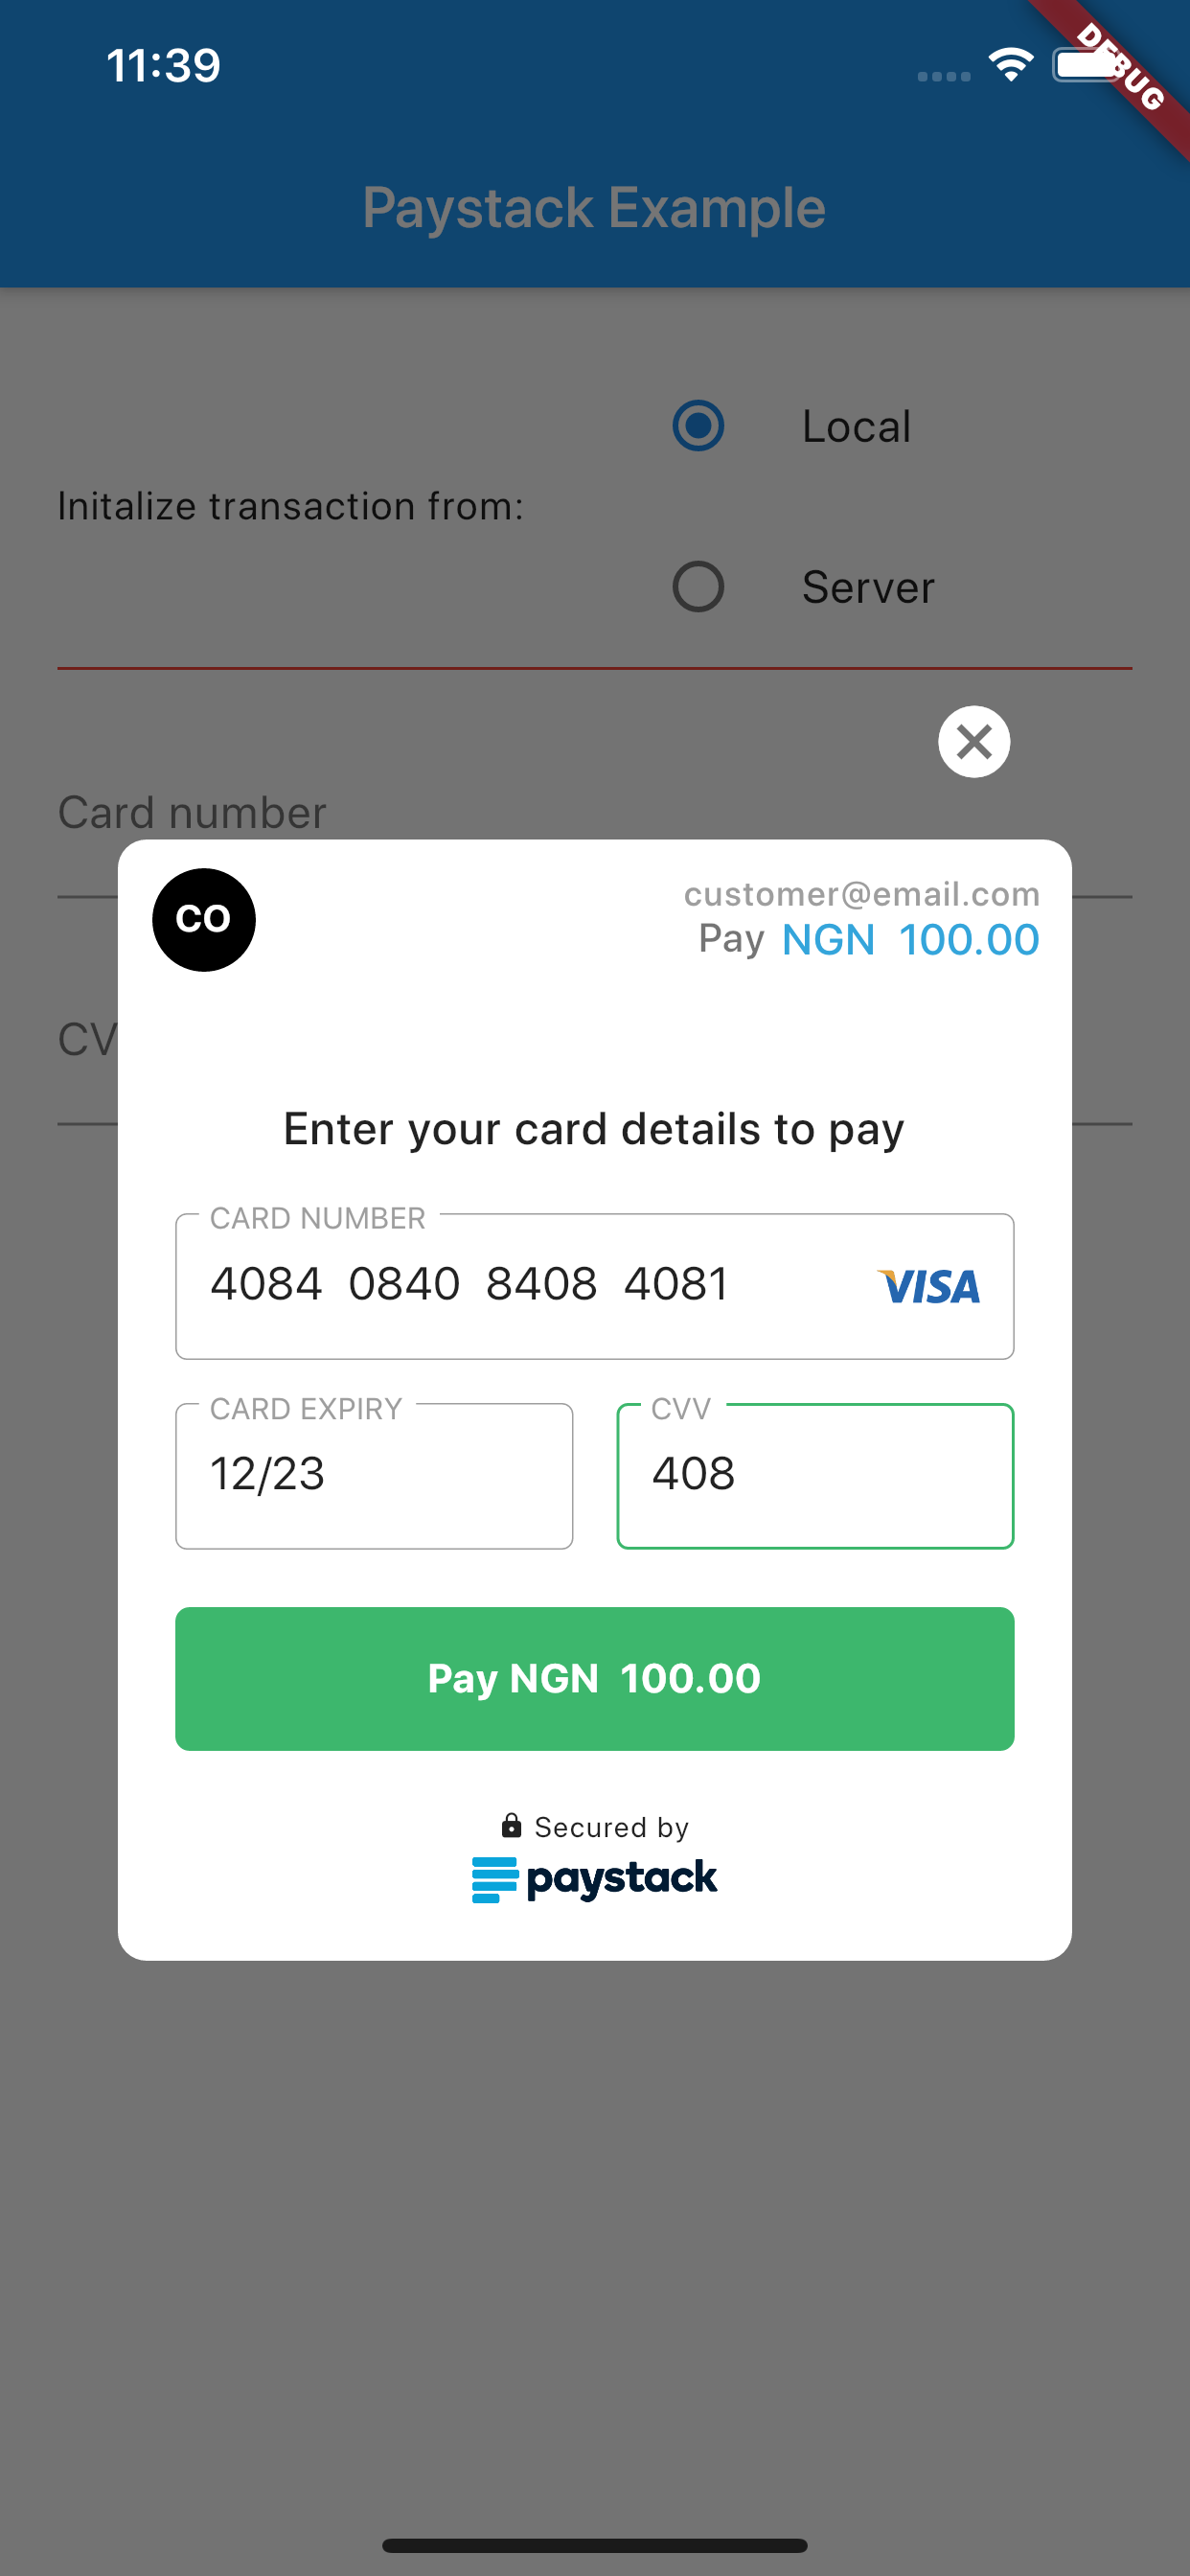 11:39
DEBUG
Paystack Example
Local
Initalize transaction from:
Server
Card number
CO
customer@email.com
Pay NGN 100.00
CV
Enter your card details to pay
CARD NUMBER
4084 0840 8408 4081
VISA
CARD EXPIRY
CVV
12/23
408
Pay NGN 100.00
Secured by
paystack